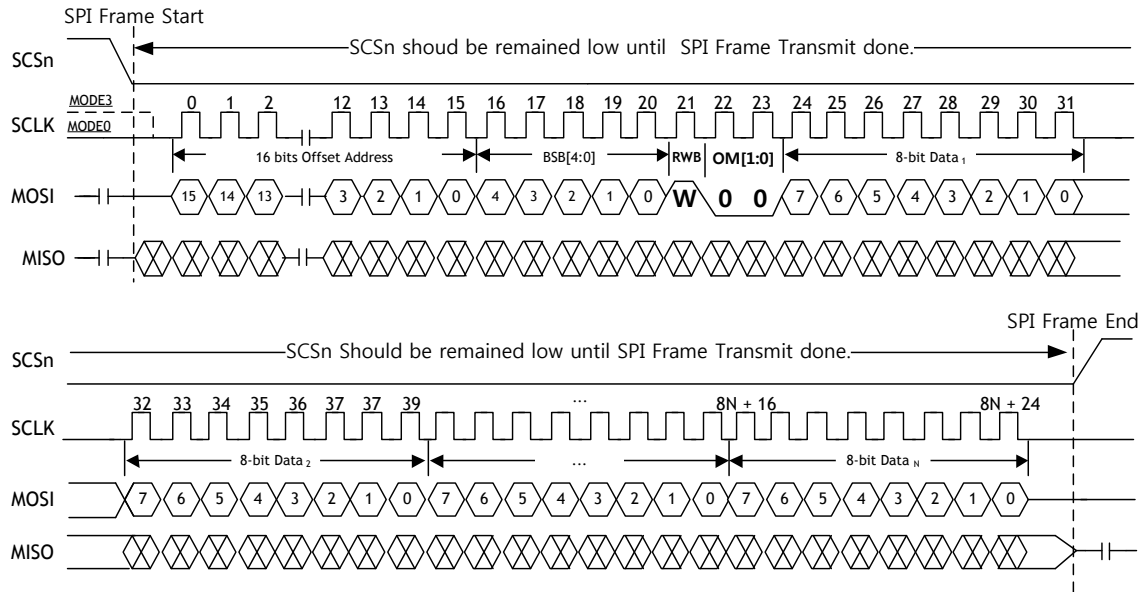 SPI Frame Start
SCSn
SCSn shoud be remained low until SPI Frame Transmit done.
MODE3
MODE0
SCLK
0 1 2 12 13 14 15 16 17 18 19 20 21 22 23 24 25 26 27 28 29 30 31
16 bits Offset Address BSB[4:0] RWB OM[1:0] 8-bit Data 1
MOSI 15 14 13 3 2 1 0 4 3 2 1 0 W 0 0 7 6 5 4 3 2 1 0
MISO
SPI Frame End
SCSn
SCSn Should be remained low until SPI Frame Transmit done.
SCLK
32 33 34 35 36 37 37 39 ... 8N + 16 8N + 24
8-bit Data 2 ... 8-bit Data N
MOSI 7 6 5 4 3 2 1 0 7 6 5 4 3 2 1 0 7 6 5 4 3 2 1 0
MISO